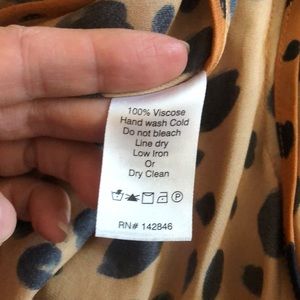 100% Viscose
Hand wash Cold
Do not bleach
Line dry
Low Iron
Or
Dry Clean
P
RN# 142846